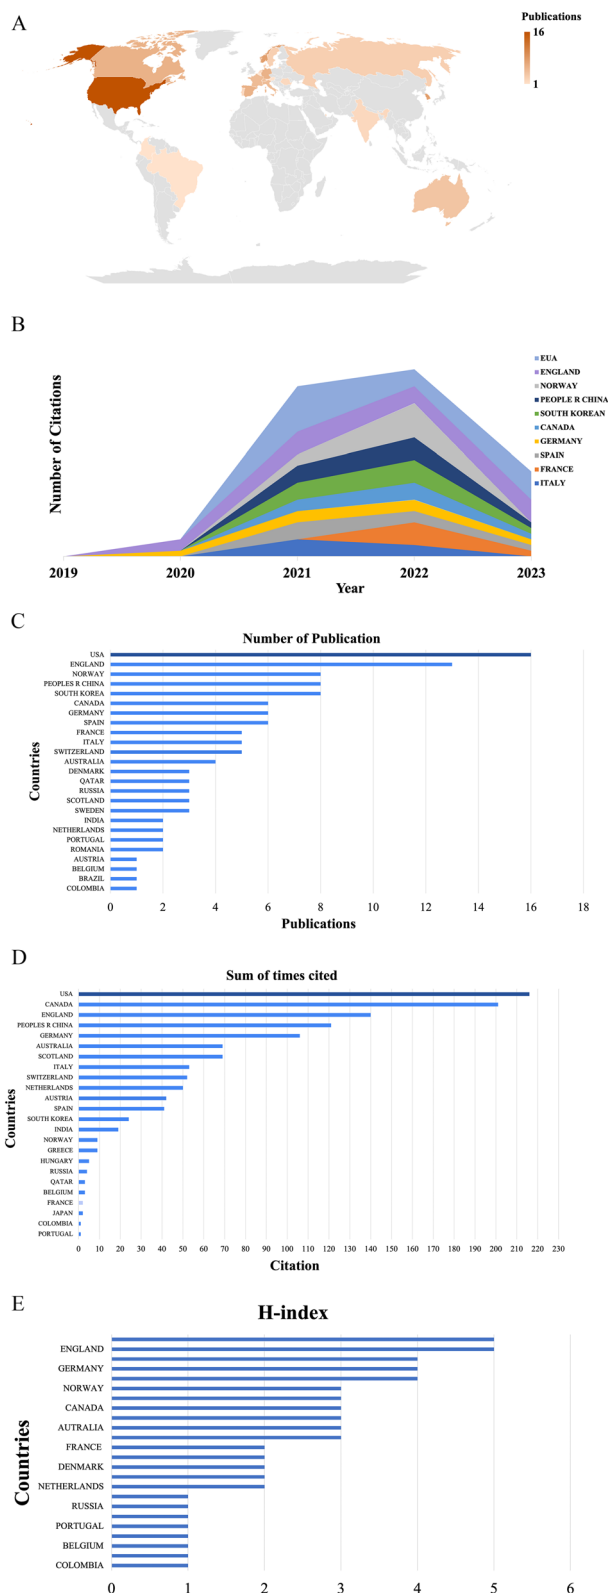 A
Publications
16
1
B
Number of Citations
EUA
ENGLAND
NORWAY
PEOPLE R CHINA
SOUTH KOREAN
CANADA
GERMANY
SPAIN
FRANCE
ITALY
2019 2020 2021 2022 2023
Year
C
Number of Publication
Countries
USA
ENGLAND
NORWAY
PEOPLES R CHINA
SOUTH KOREA
CANADA
GERMANY
SPAIN
FRANCE
ITALY
SWITZERLAND
AUSTRALIA
DENMARK
QATAR
RUSSIA
SCOTLAND
SWEDEN
INDIA
NETHERLANDS
PORTUGAL
ROMANIA
AUSTRIA
BELGIUM
BRAZIL
COLOMBIA
0 2 4 6 8 10 12 14 16 18
Publications
D
Sum of times cited
Countries
USA
CANADA
ENGLAND
PEOPLES R CHINA
GERMANY
AUSTRALIA
SCOTLAND
ITALY
SWITZERLAND
NETHERLANDS
AUSTRIA
SPAIN
SOUTH KOREA
INDIA
NORWAY
GREECE
HUNGARY
RUSSIA
QATAR
BELGIUM
FRANCE
JAPAN
COLOMBIA
PORTUGAL
0 10 20 30 40 50 60 70 80 90 100 110 120 130 140 150 160 170 180 190 200 210 220 230
Citation
E
H-index
Countries
ENGLAND
GERMANY
NORWAY
CANADA
AUTRALIA
FRANCE
DENMARK
NETHERLANDS
RUSSIA
PORTUGAL
BELGIUM
COLOMBIA
0 1 2 3 4 5 6